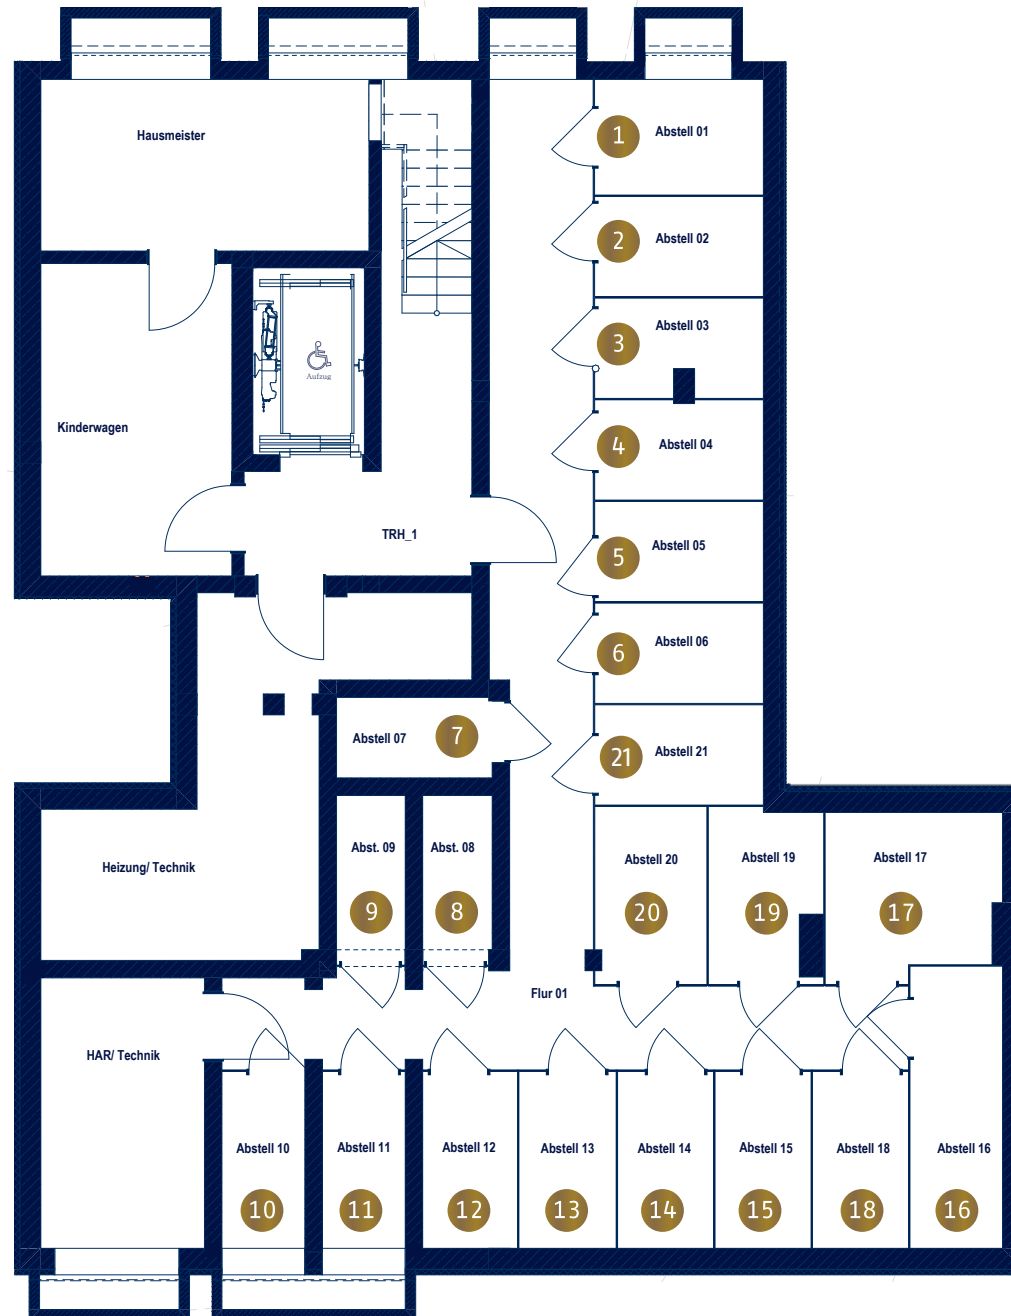 Hausmeister
1 Abstell 01
2 Abstell 02
3 Abstell 03
Aufzug
Kinderwagen
4 Abstell 04
TRH_1
5 Abstell 05
6 Abstell 06
Abstell 07 7
21 Abstell 21
Heizung/ Technik
Abst. 09
Abst. 08
Abstell 20
Abstell 19
Abstell 17
9
8
20
19
17
Flur 01
HAR/ Technik
Abstell 10
Abstell 11
Abstell 12
Abstell 13
Abstell 14
Abstell 15
Abstell 18
Abstell 16
10
11
12
13
14
15
18
16